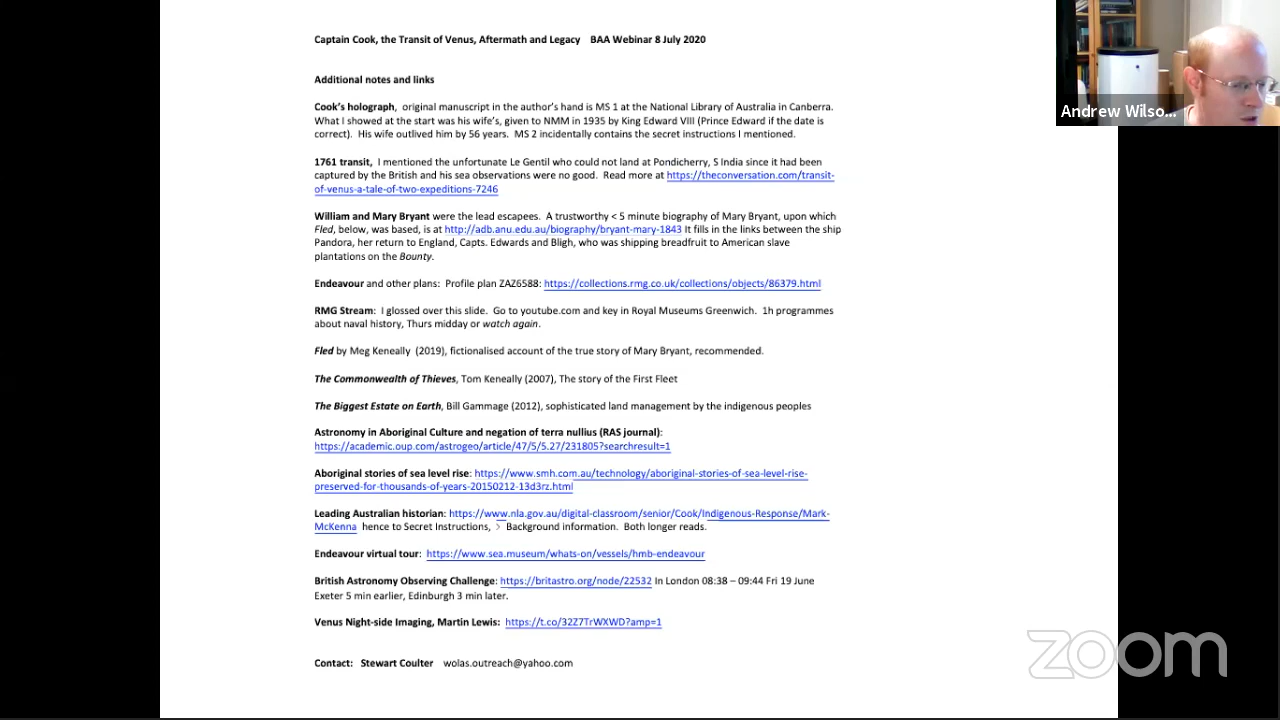 Captain Cook, the Transit of Venus, Aftermath and Legacy BAA Webinar 8 July 2020
Additional notes and links
Cook's holograph, original manuscript in the author's hand is MS 1 at the National Library of Australia in Canberra.
What I showed at the start was his wife's, given to NMM in 1935 by King Edward VIII (Prince Edward if the date is
correct). His wife outlived him by 56 years. MS 2 incidentally contains the secret instructions I mentioned.
1761 transit, I mentioned the unfortunate Le Gentil who could not land at Pondicherry, S India since it had been
captured by the British and his sea observations were no good. Read more at https://theconversation.com/transit-
of-venus-a-tale-of-two-expeditions-7246
William and Mary Bryant were the lead escapees. A trustworthy < 5 minute biography of Mary Bryant, upon which
Fled, below, was based, is at http://adb.anu.edu.au/biography/bryant-mary-1843 It fills in the links between the ship
Pandora, her return to England, Capts. Edwards and Bligh, who was shipping breadfruit to American slave
plantations on the Bounty.
Endeavour and other plans: Profile plan ZAZ6588: https://collections.rmg.co.uk/collections/objects/86379.html
RMG Stream: I glossed over this slide. Go to youtube.com and key in Royal Museums Greenwich. 1h programmes
about naval history, Thurs midday or watch again.
Fled by Meg Keneally (2019), fictionalised account of the true story of Mary Bryant, recommended.
The Commonwealth of Thieves, Tom Keneally (2007), The story of the First Fleet
The Biggest Estate on Earth, Bill Gammage (2012), sophisticated land management by the indigenous peoples
Astronomy in Aboriginal Culture and negation of terra nullius (RAS journal):
https://academic.oup.com/astrogeo/article/47/5/5.27/231805?searchresult=1
Aboriginal stories of sea level rise: https://www.smh.com.au/technology/aboriginal-stories-of-sea-level-rise-
preserved-for-thousands-of-years-20150212-13d3rz.html
Leading Australian historian: https://www.nla.gov.au/digital-classroom/senior/Cook/Indigenous-Response/Mark-
McKenna hence to Secret Instructions, > Background information. Both longer reads.
Endeavour virtual tour: https://www.sea.museum/whats-on/vessels/hmb-endeavour
British Astronomy Observing Challenge: https://britastro.org/node/22532 In London 08:38 – 09:44 Fri 19 June
Exeter 5 min earlier, Edinburgh 3 min later.
Venus Night-side Imaging, Martin Lewis: https://t.co/32Z7TrWXWD?amp=1
Contact: Stewart Coulter wolas.outreach@yahoo.com
Andrew Wilso...
zoom